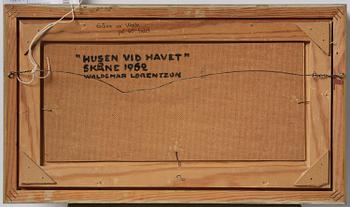 "HUSEN VID HAVET"
SKÅNE 1962
WALDEMAR LORENTZON